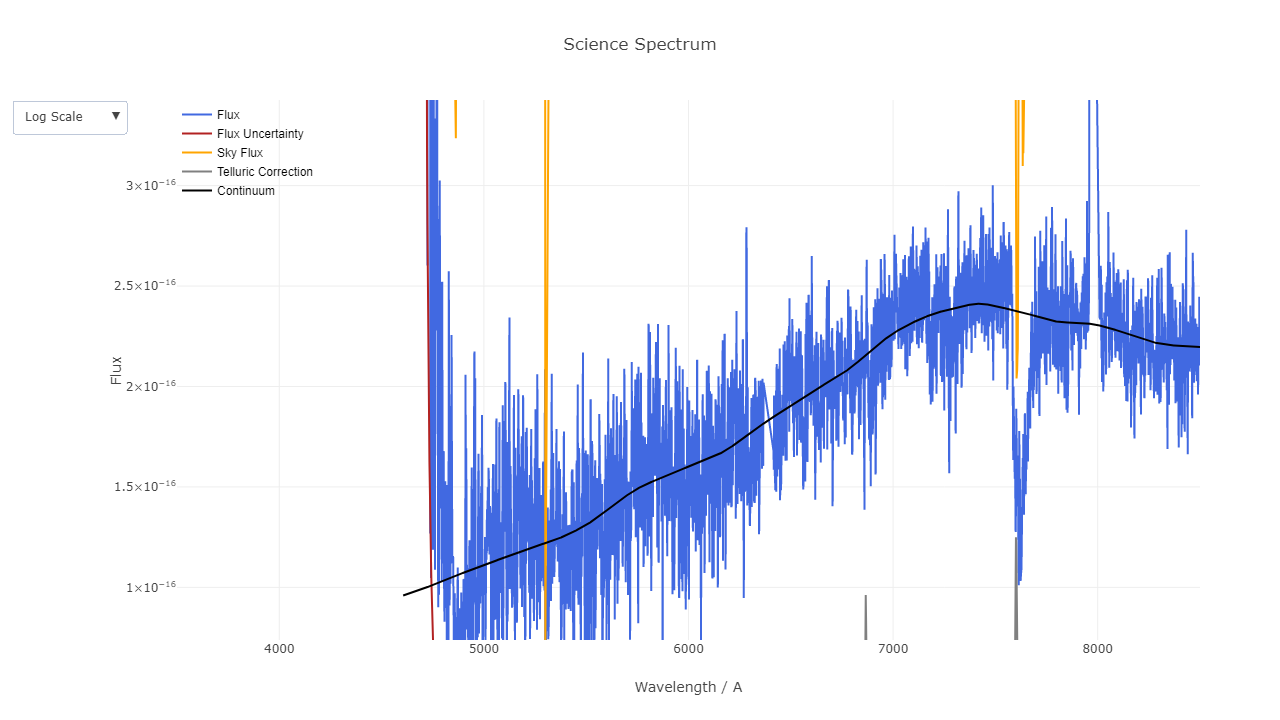 Science Spectrum
Log Scale ▼
Flux
Flux Uncertainty
Sky Flux
Telluric Correction
Continuum
3×10⁻¹⁶
2.5×10⁻¹⁶
2×10⁻¹⁶
1.5×10⁻¹⁶
1×10⁻¹⁶
Flux
4000 5000 6000 7000 8000
Wavelength / A